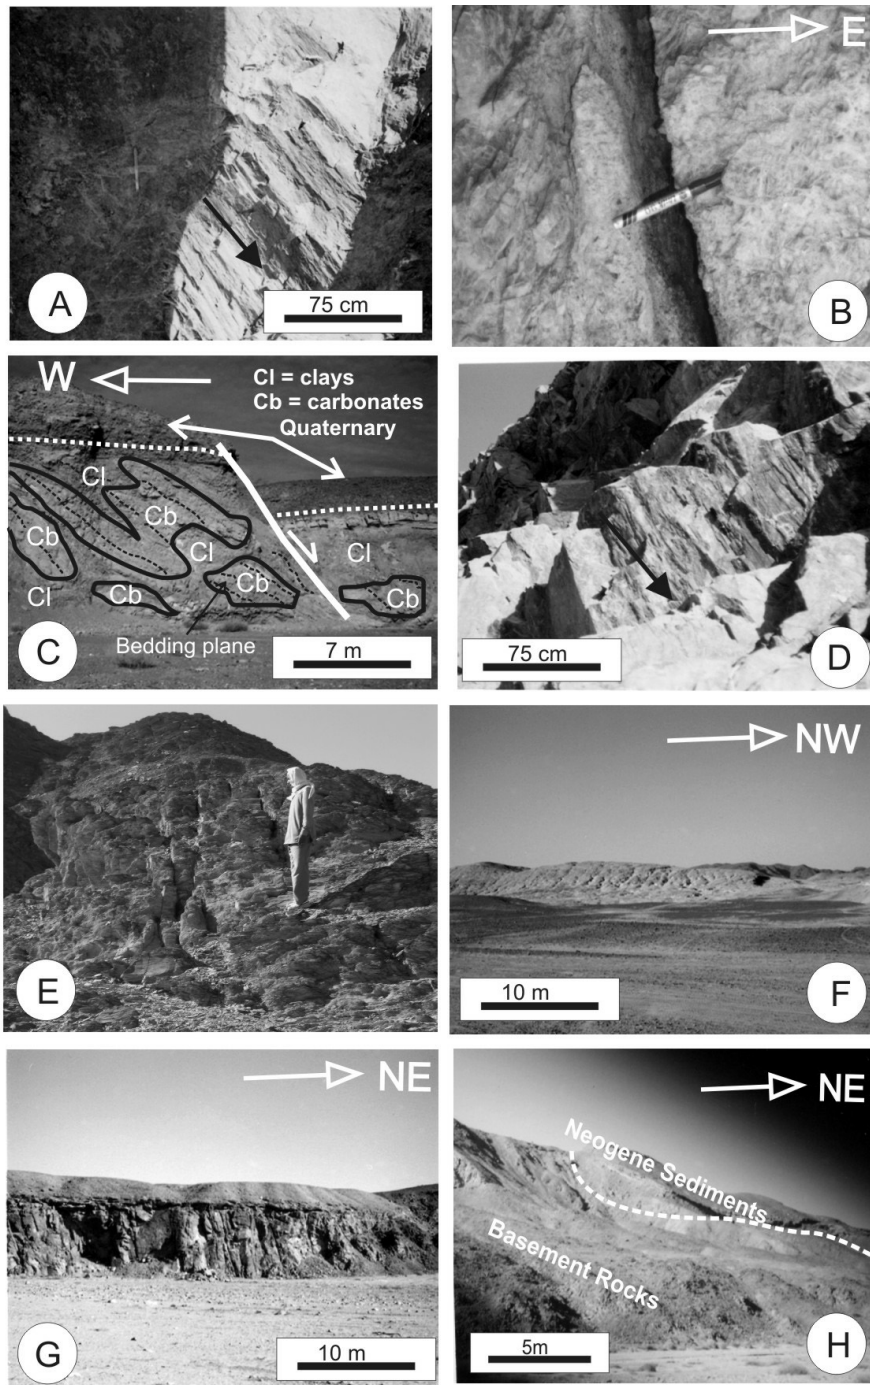 A
75 cm
E
B
W
Cl = clays
Cb = carbonates
Quaternary
Cl
Cb
Cb
Cl
Cl
Cb
Cl
Cb
Cb
Bedding plane
C
7 m
75 cm
D
E
NW
10 m
F
NE
G
10 m
NE
Neogene Sediments
Basement Rocks
5m
H